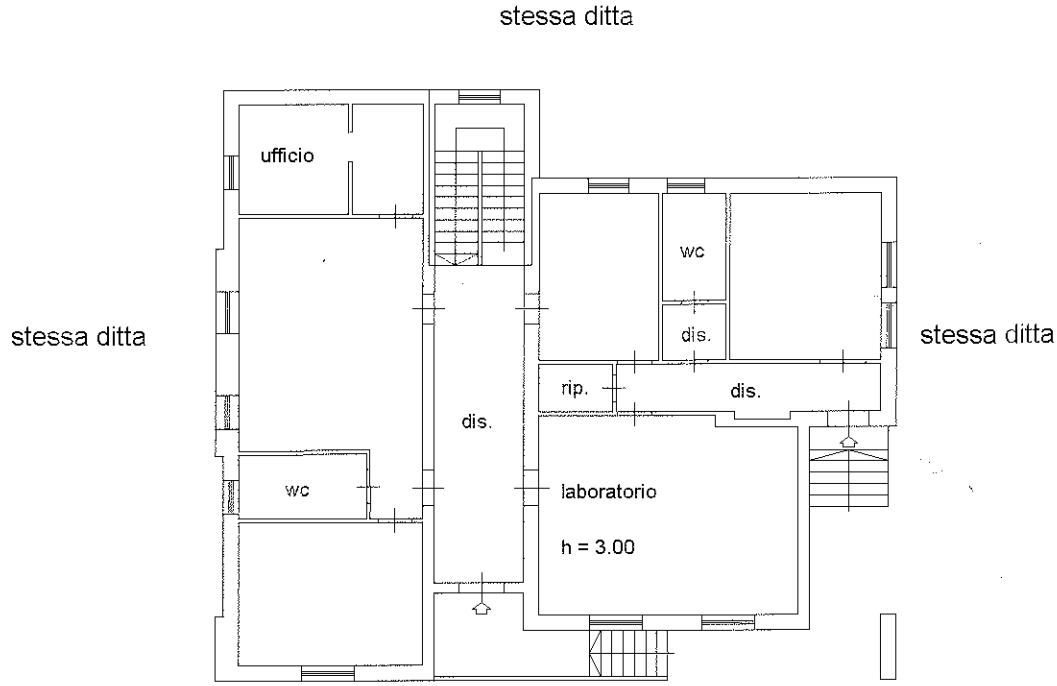 stessa ditta
ufficio
wc
stessa ditta
dis.
stessa ditta
rip.
dis.
dis.
wc
laboratorio
h = 3.00